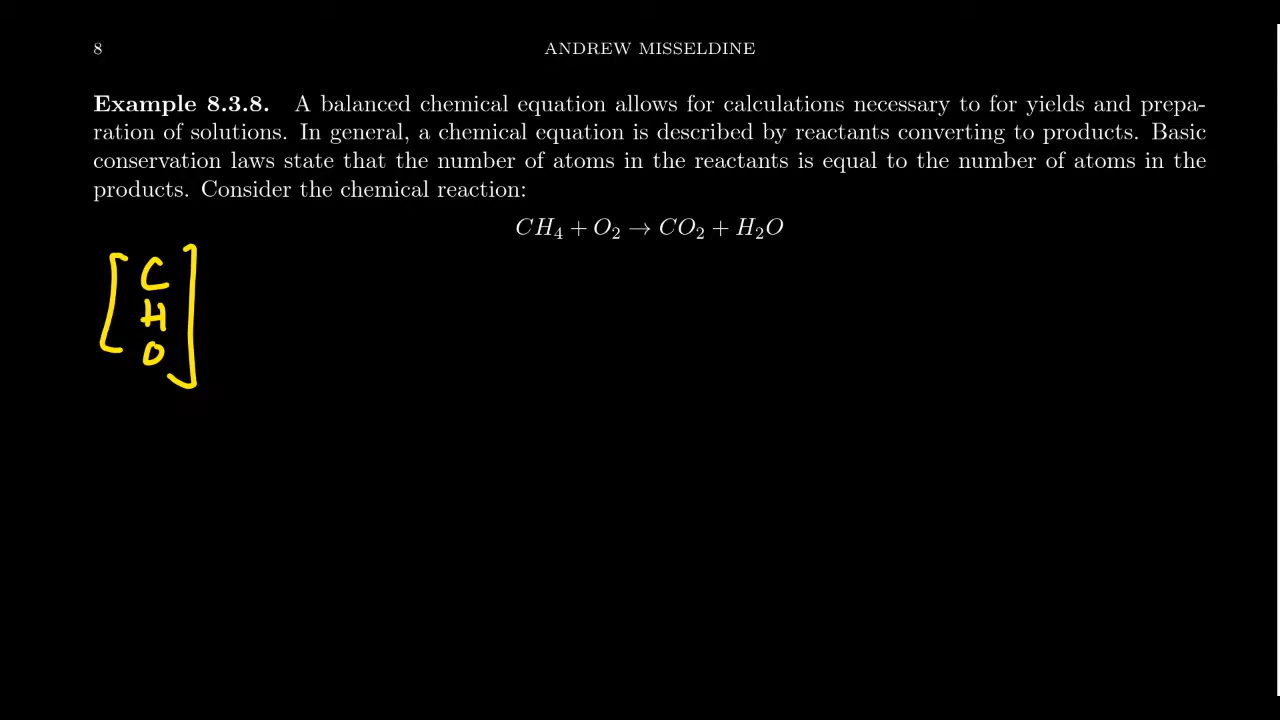 8 ANDREW MISSELDINE
Example 8.3.8. A balanced chemical equation allows for calculations necessary to for yields and prepa-
ration of solutions. In general, a chemical equation is described by reactants converting to products. Basic
conservation laws state that the number of atoms in the reactants is equal to the number of atoms in the
products. Consider the chemical reaction:
CH₄ + O₂ → CO₂ + H₂O
C
H
O